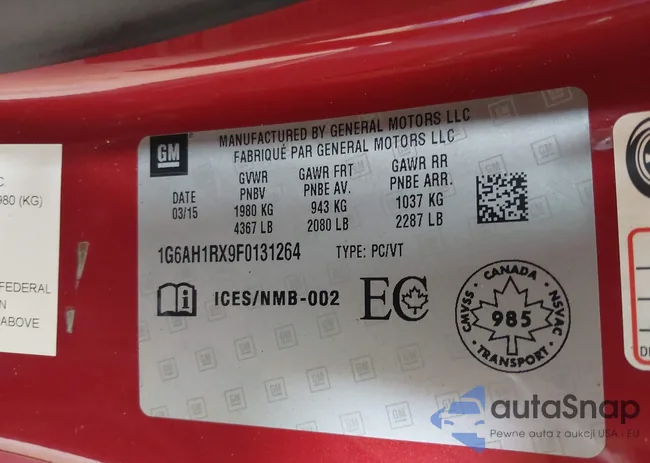 C
980 (KG)
FEDERAL
N
ABOVE
GM
MANUFACTURED BY GENERAL MOTORS LLC
FABRIQUÉ PAR GENERAL MOTORS LLC
DATE
03/15
GVWR
PNBV
1980 KG
4367 LB
GAWR FRT
PNBE AV.
943 KG
2080 LB
GAWR RR
PNBE ARR.
1037 KG
2287 LB
1G6AH1RX9F0131264
TYPE: PC/VT
ICES/NMB-002
EC
CANADA
CMVSS
985
NSVAC
TRANSPORT
autaSnap
Pewne auta z aukcji USA - EU